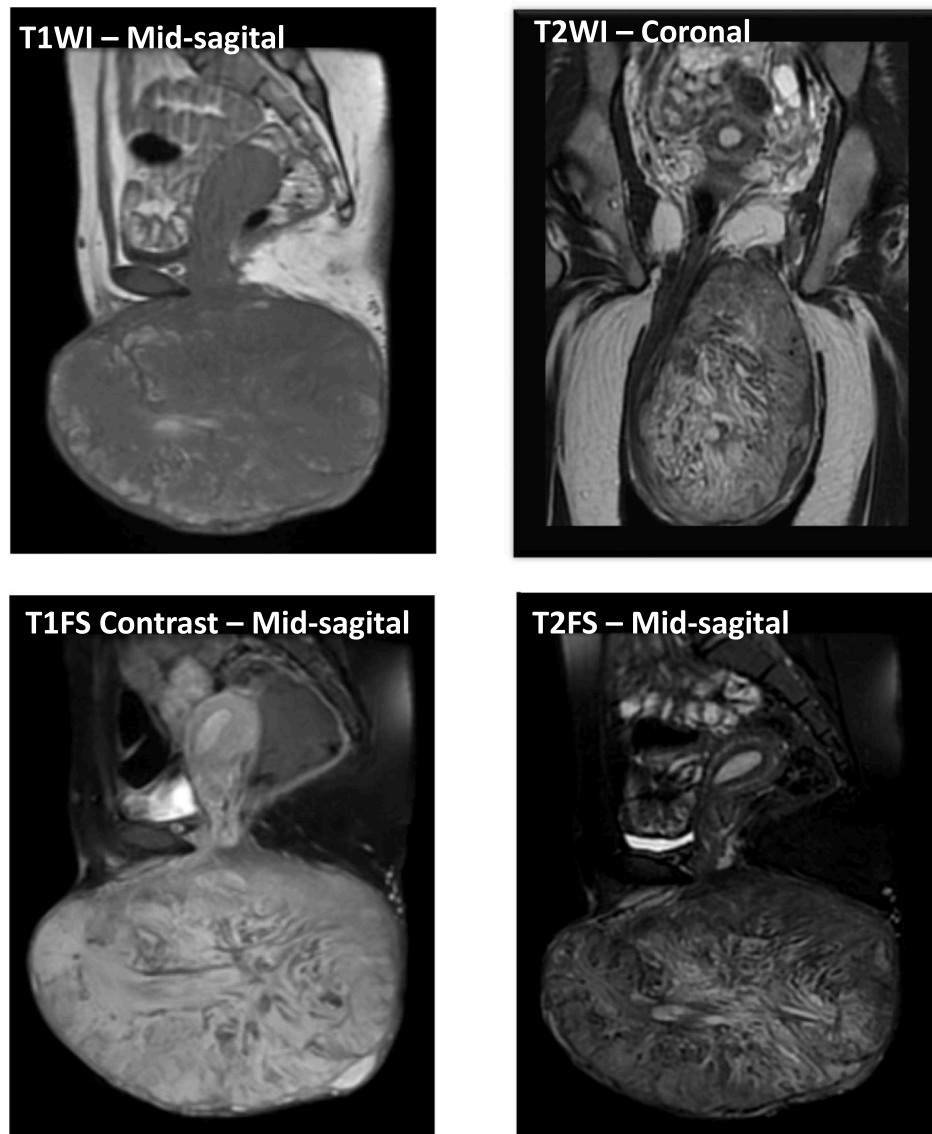 T1WI – Mid-sagital
T2WI – Coronal
T1FS Contrast – Mid-sagital
T2FS – Mid-sagital